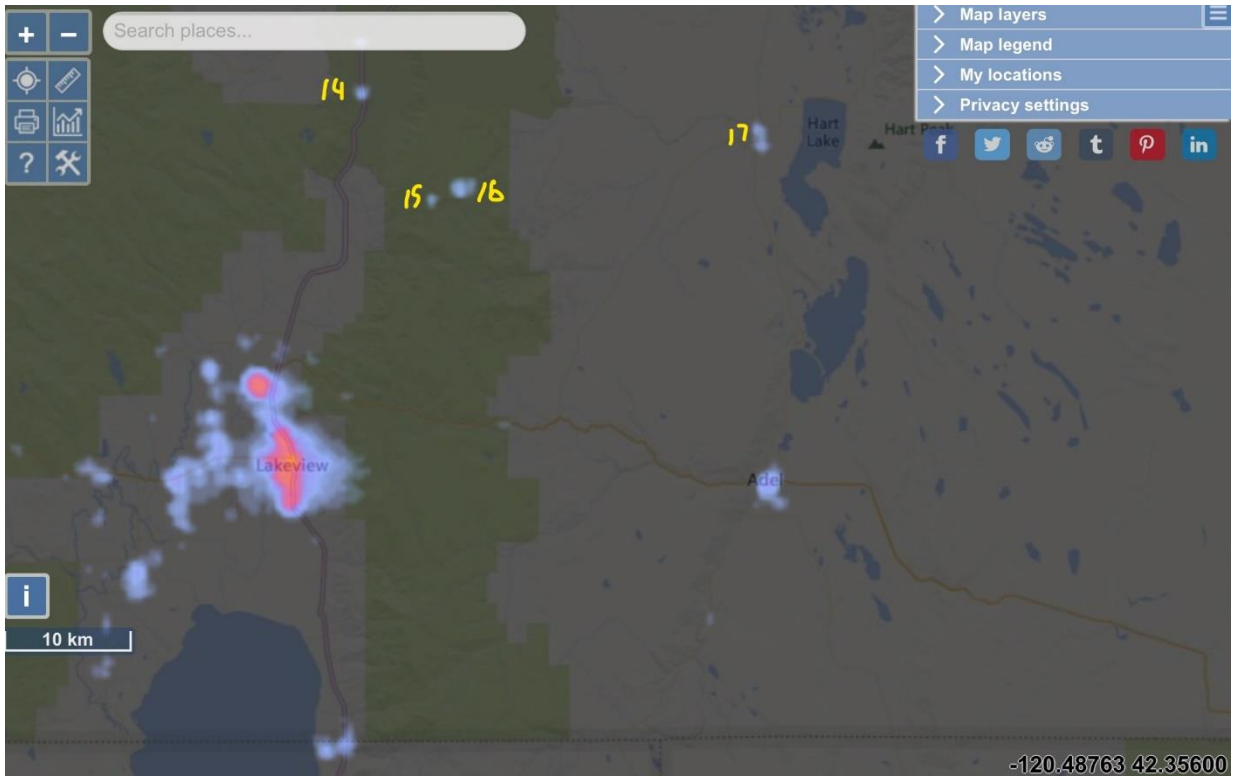 + −
Search places...
Map layers
Map legend
My locations
Privacy settings
f t in
14
17
Hart
Lake
Hart Peak
15
16
?
Lakeview
Adel
i
10 km
-120.48763 42.35600